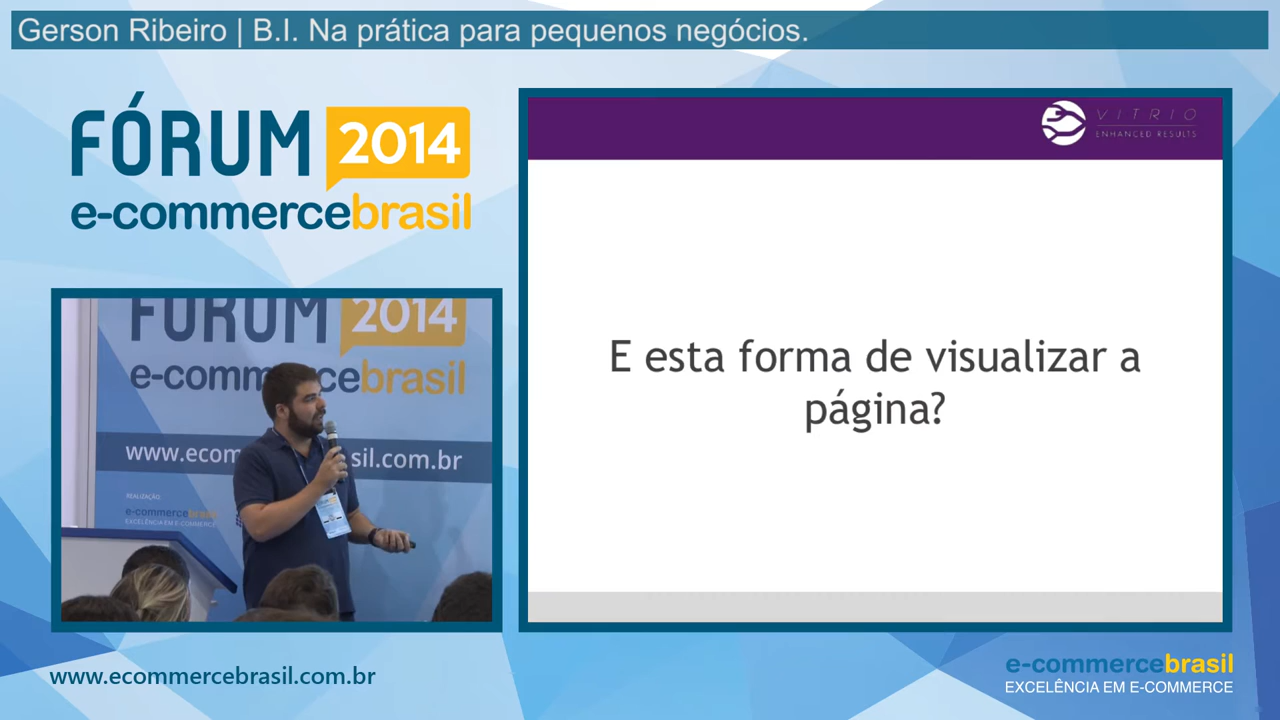 Gerson Ribeiro | B.I. Na prática para pequenos negócios.
FÓRUM 2014
e-commercebrasil
VITRIO
ENHANCED RESULTS
E esta forma de visualizar a
página?
FÓRUM 2014
e-commercebrasil
www.ecom sil.com.br
REALIZAÇÃO:
e-commercebrasil
EXCELÊNCIA EM E-COMMERCE
www.ecommercebrasil.com.br
e-commercebrasil
EXCELÊNCIA EM E-COMMERCE